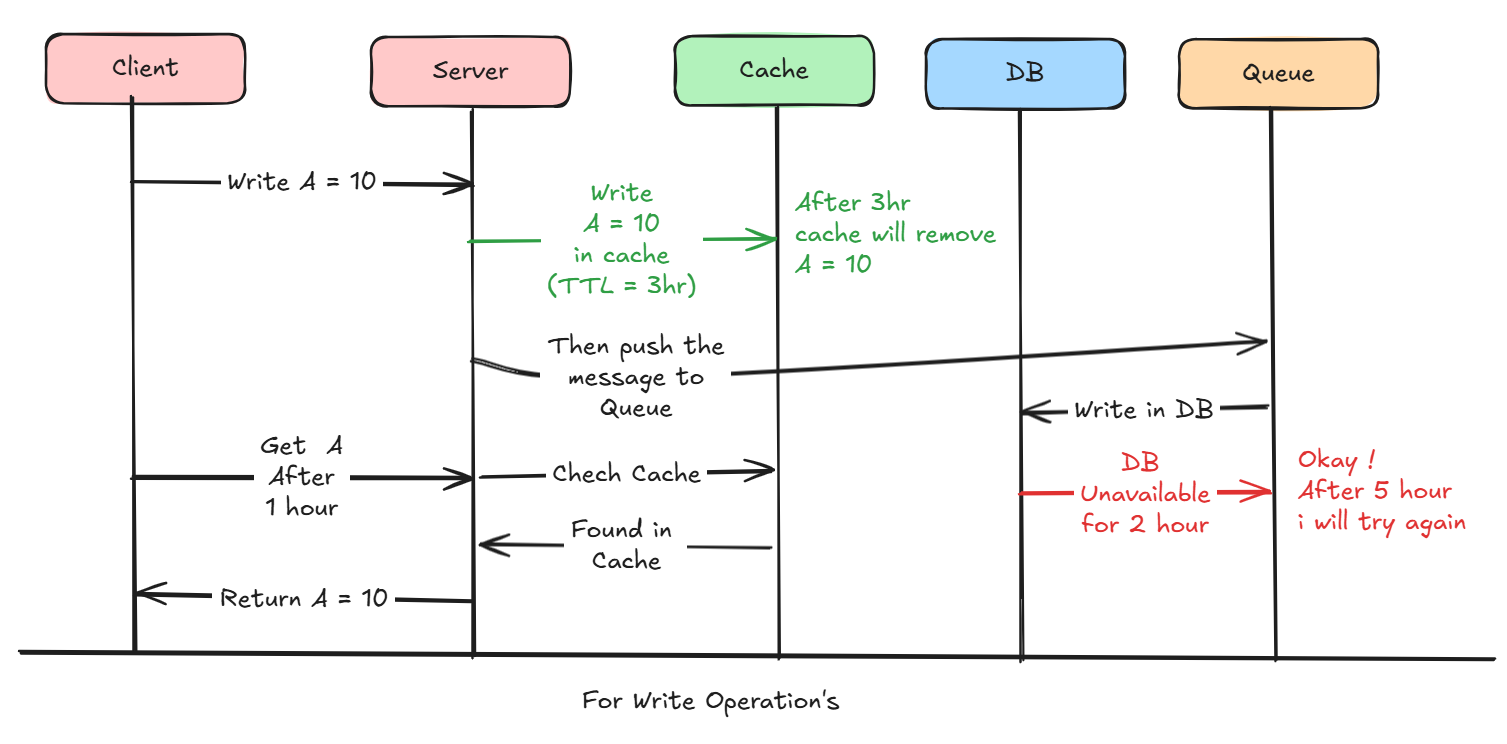 Client
Server
Cache
DB
Queue
Write A = 10
Write
A = 10
in cache
(TTL = 3hr)
After 3hr
cache will remove
A = 10
Then push the
message to
Queue
Write in DB
Get A
After
1 hour
Chech Cache
DB
Unavailable
for 2 hour
Okay !
After 5 hour
i will try again
Found in
Cache
Return A = 10
For Write Operation's